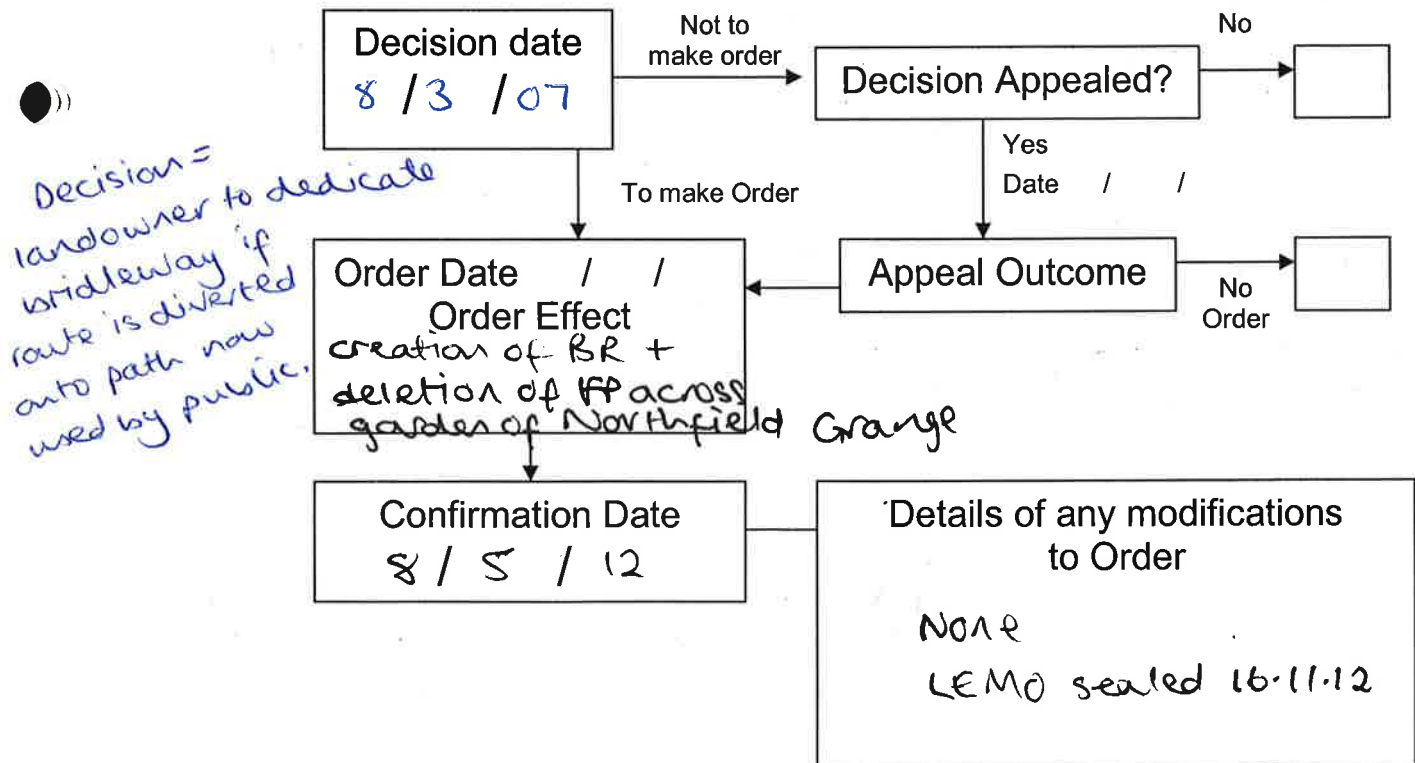 Decision date
8 / 3 / 07
Not to
make order
Decision Appealed?
No
Decision =
landowner to dedicate
bridleway if
route is diverted
onto path now
used by public.
To make Order
Yes
Date / /
Order Date / /
Order Effect
creation of BR +
deletion of FP across
garden of Northfield Grange
Appeal Outcome
No
Order
Confirmation Date
8 / 5 / 12
Details of any modifications
to Order
None
LEMO sealed 16.11.12